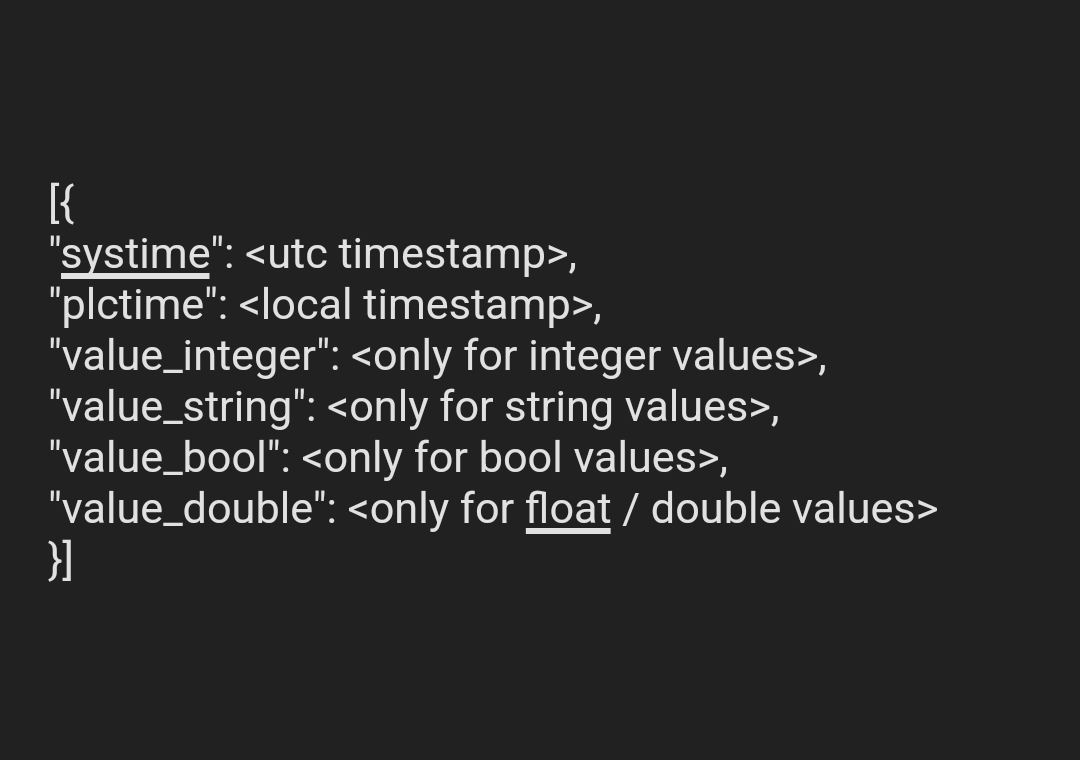 [{
"systime": <utc timestamp>,
"plctime": <local timestamp>,
"value_integer": <only for integer values>,
"value_string": <only for string values>,
"value_bool": <only for bool values>,
"value_double": <only for float / double values>
}]